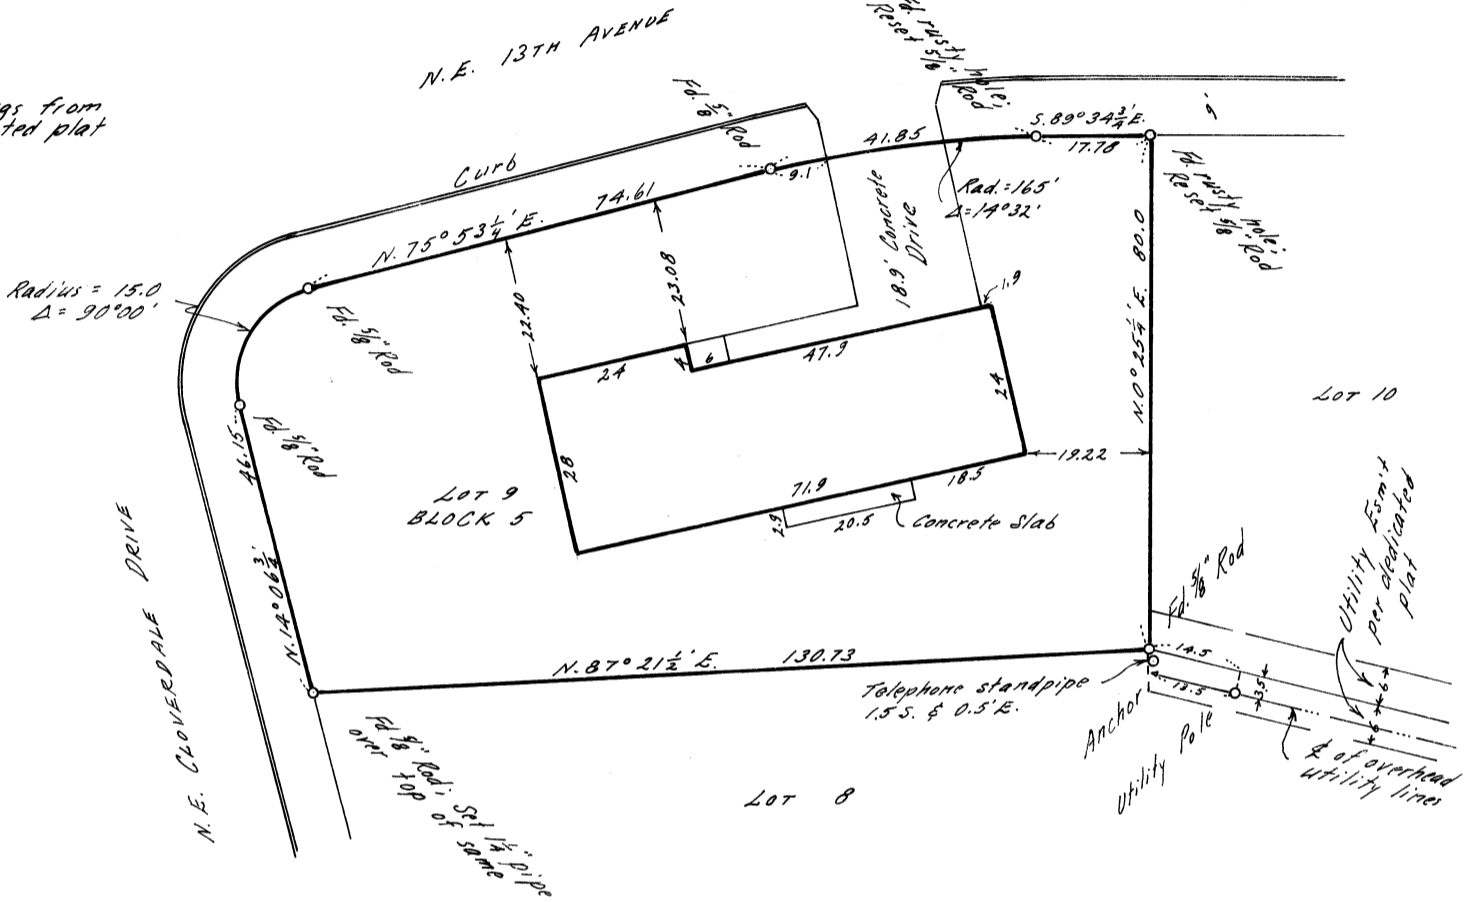 N.E. 13TH AVENUE
gs from
ted plat
Fd. 5/8" Rod
rusty hole;
Reset 5/8" Rod
S. 89° 34 3/4' E.
17.78
9'
41.85
Curb
74.61
9.1
N. 75° 53 1/4' E.
Rad. = 165'
Δ = 14° 32'
18.9' Concrete
Drive
Fd. rusty hole;
Reset 5/8" Rod
Radius = 15.0
Δ = 90° 00'
Fd. 5/8" Rod
22.40
23.08
1.9
N. 0° 25 1/4' E. 80.0
24
4
6
47.9
24
LOT 10
Fd. 5/8" Rod
46.15
N. 14° 06 3/4'
28
LOT 9
BLOCK 5
71.9
18.5
19.22
2.9
20.5
Concrete Slab
N.E. CLOVERDALE DRIVE
Fd. 5/8" Rod
Utility Esm't
per dedicated
plat
N. 87° 21 1/2' E. 130.73
14.5
Telephone standpipe
1.5 S. & 0.5' E.
13.5
3.5
6
6
Anchor
Utility Pole
℄ of overhead
utility lines
Fd 5/8" Rod; Set 1 1/4" pipe
over top of same
LOT 8